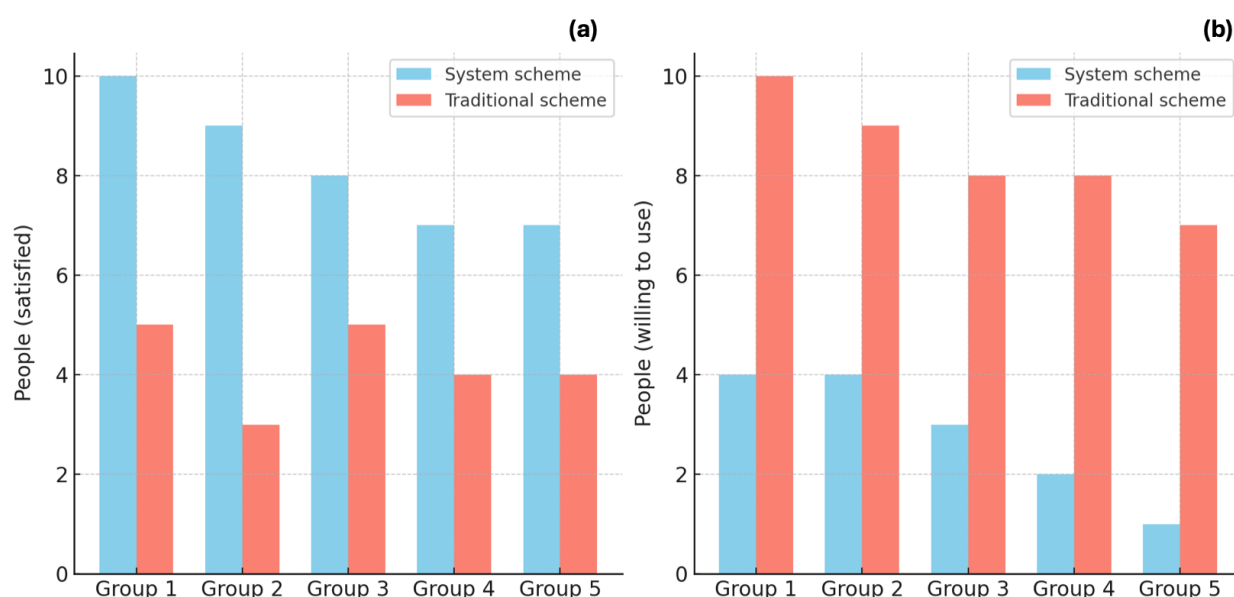 (a)
People (satisfied)
10
8
6
4
2
0
System scheme
Traditional scheme
Group 1 Group 2 Group 3 Group 4 Group 5
(b)
People (willing to use)
10
8
6
4
2
0
System scheme
Traditional scheme
Group 1 Group 2 Group 3 Group 4 Group 5